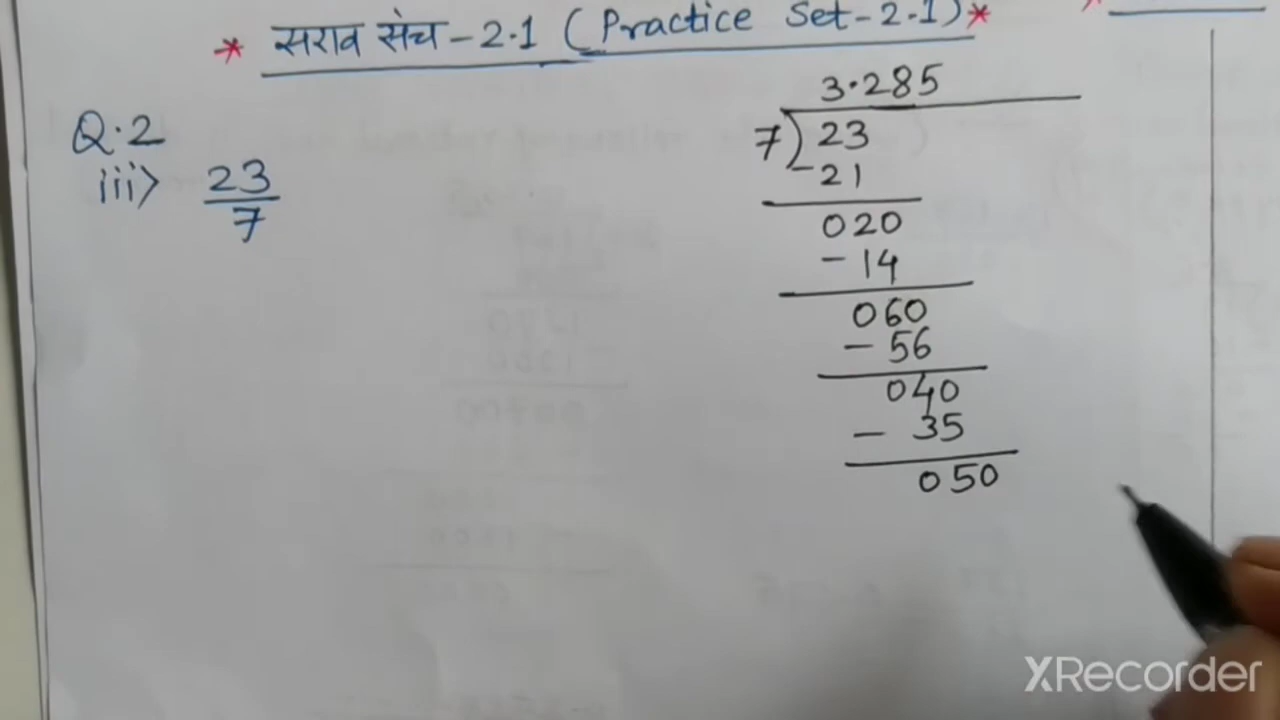 * सराव संच - 2.1 (Practice Set - 2.1) *
Q.2
iii> 23/7
3.285
7) 23
- 21
020
- 14
060
- 56
040
- 35
050
XRecorder